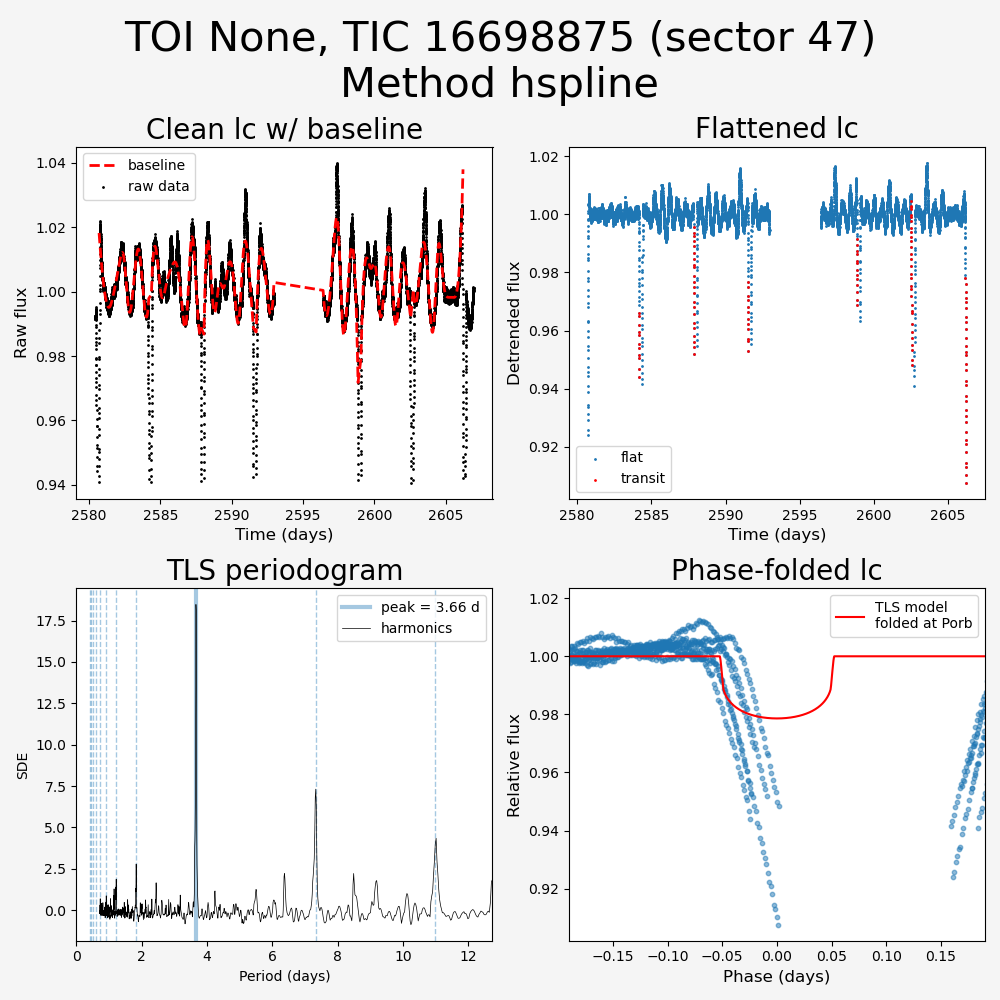 TOI None, TIC 16698875 (sector 47)
Method hspline
Clean lc w/ baseline
1.04
1.02
1.00
0.98
0.96
0.94
Raw flux
baseline
raw data
2580
2585
2590
2595
2600
2605
Time (days)
Flattened lc
1.02
1.00
0.98
0.96
0.94
0.92
Detrended flux
flat
transit
2580
2585
2590
2595
2600
2605
Time (days)
TLS periodogram
17.5
15.0
12.5
10.0
7.5
5.0
2.5
0.0
SDE
peak = 3.66 d
harmonics
0
2
4
6
8
10
12
Period (days)
Phase-folded lc
1.02
1.00
0.98
0.96
0.94
0.92
Relative flux
TLS model
folded at Porb
−0.15
−0.10
−0.05
0.00
0.05
0.10
0.15
Phase (days)